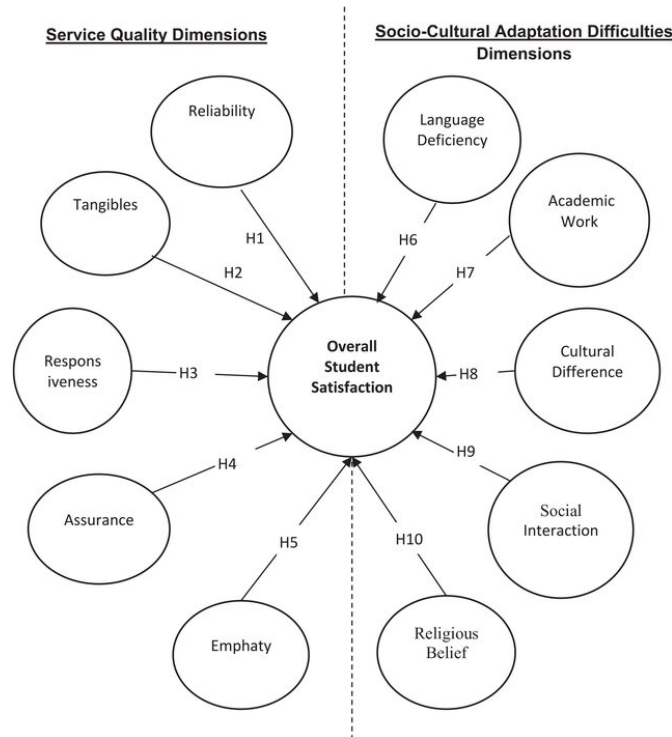 Service Quality Dimensions
Socio-Cultural Adaptation Difficulties
Dimensions
Reliability
Tangibles
Respons
iveness
Assurance
Emphaty
H1
H2
H3
H4
H5
Overall
Student
Satisfaction
Language
Deficiency
Academic
Work
Cultural
Difference
Social
Interaction
Religious
Belief
H6
H7
H8
H9
H10